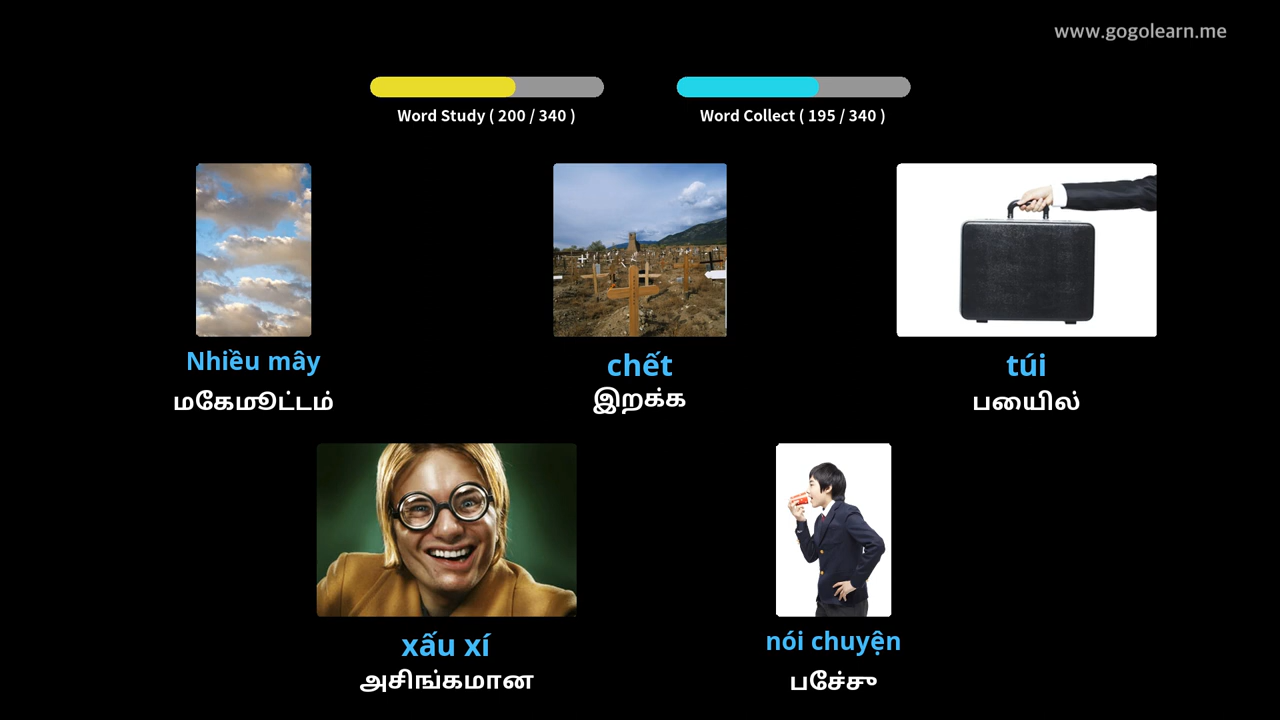 www.gogolearn.me
Word Study ( 200 / 340 )
Word Collect ( 195 / 340 )
Nhiều mây
மகேமூட்டம்
chết
இறக்க
túi
பயைில்
xấu xí
அசிங்கமான
nói chuyện
பசே்சு